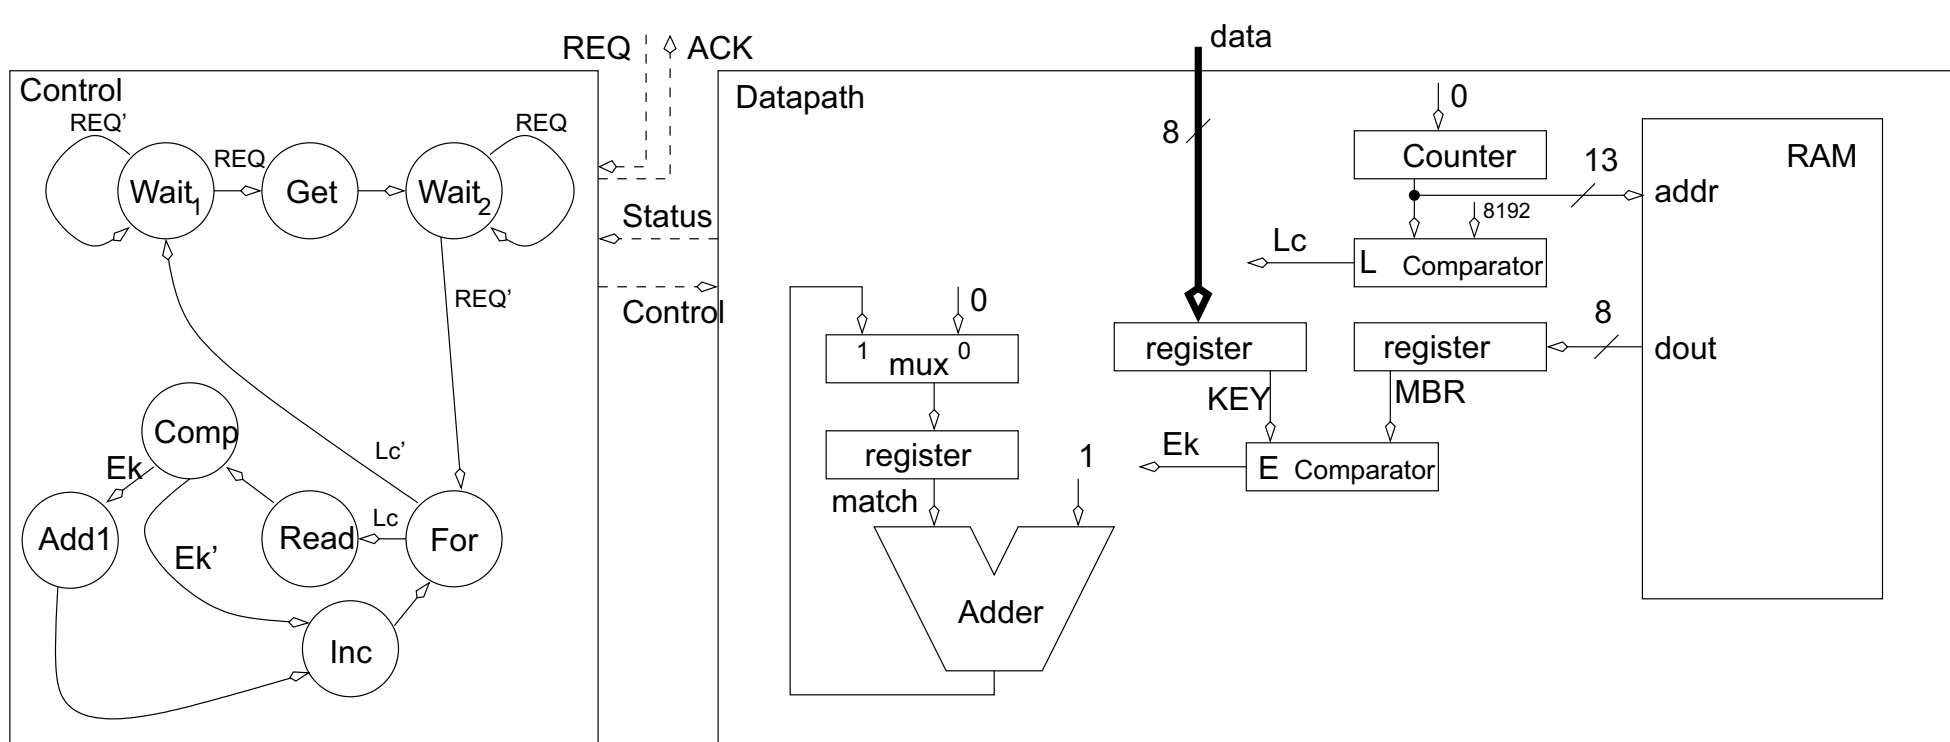 REQ ACK
data
Control
Datapath
REQ'
REQ
REQ
Wait1
Get
Wait2
Status
Control
REQ'
8
0
Counter
13
RAM
addr
8192
Lc
L Comparator
0
1 0
mux
register
register
8
dout
KEY
MBR
Comp
Lc'
Ek
register
1
Ek
E Comparator
match
Add1
Ek'
Read
Lc
For
Adder
Inc